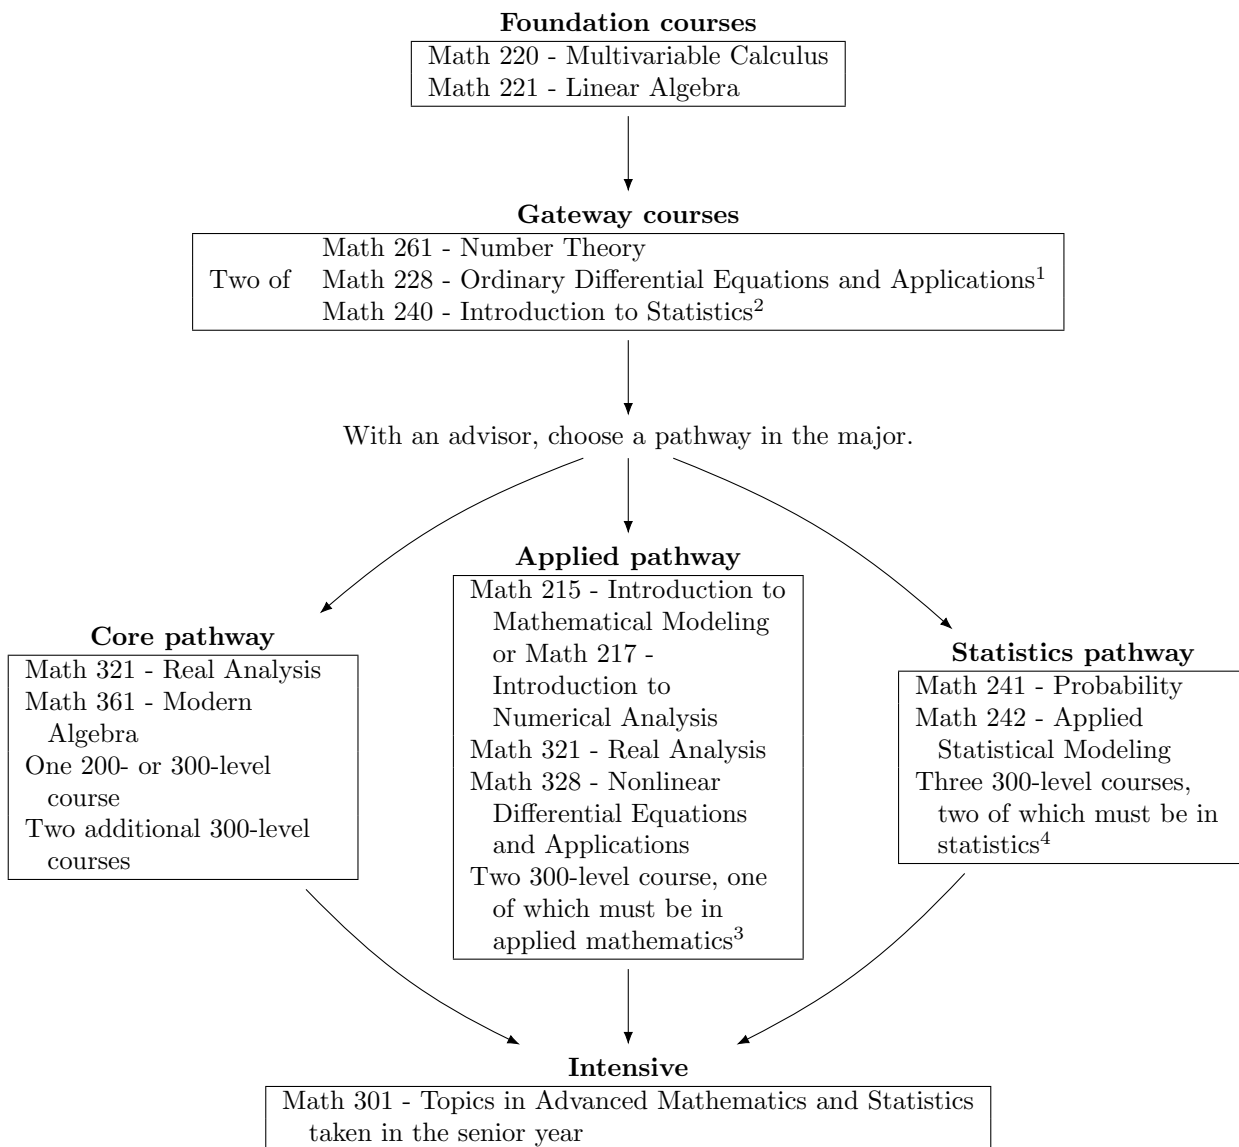 Foundation courses
Math 220 - Multivariable Calculus
Math 221 - Linear Algebra
Gateway courses
Two of
Math 261 - Number Theory
Math 228 - Ordinary Differential Equations and Applications¹
Math 240 - Introduction to Statistics²
With an advisor, choose a pathway in the major.
Core pathway
Math 321 - Real Analysis
Math 361 - Modern
Algebra
One 200- or 300-level
course
Two additional 300-level
courses
Applied pathway
Math 215 - Introduction to
Mathematical Modeling
or Math 217 -
Introduction to
Numerical Analysis
Math 321 - Real Analysis
Math 328 - Nonlinear
Differential Equations
and Applications
Two 300-level course, one
of which must be in
applied mathematics³
Statistics pathway
Math 241 - Probability
Math 242 - Applied
Statistical Modeling
Three 300-level courses,
two of which must be in
statistics⁴
Intensive
Math 301 - Topics in Advanced Mathematics and Statistics
taken in the senior year